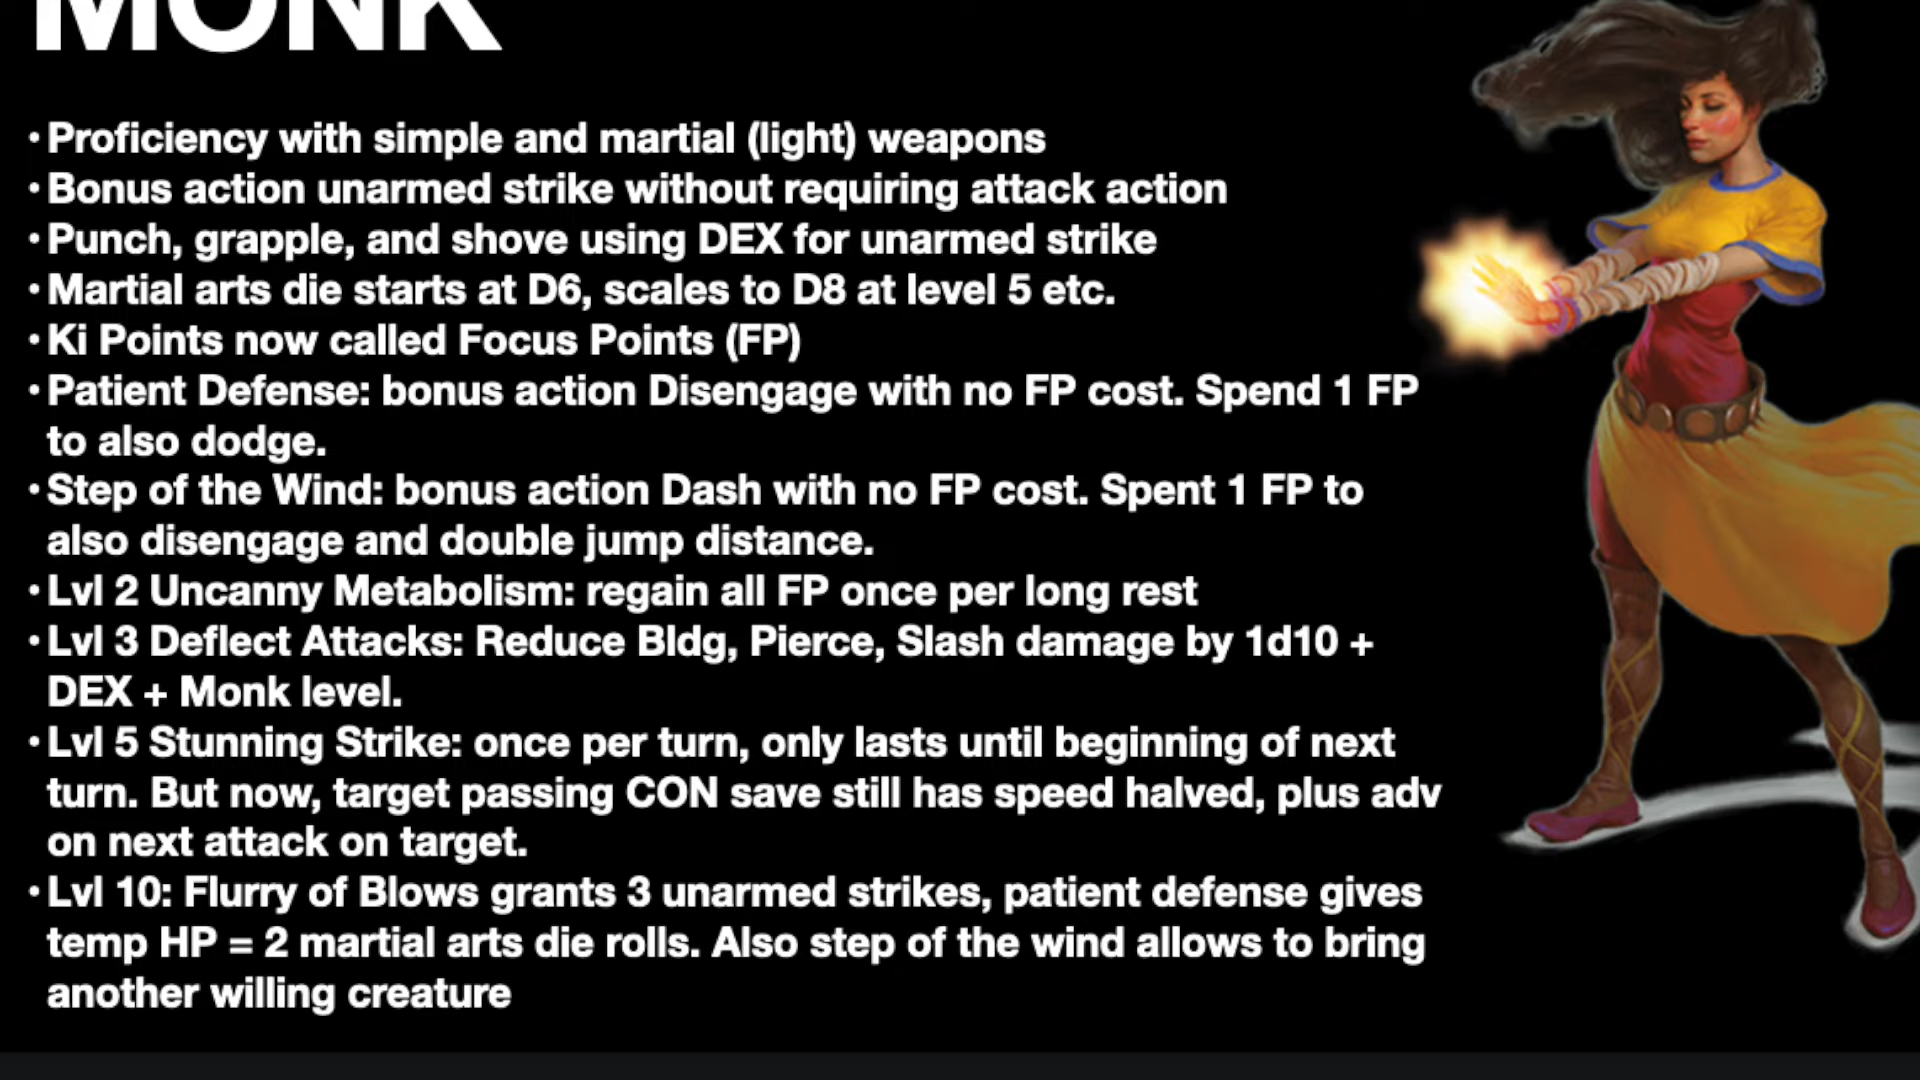 MONK
• Proficiency with simple and martial (light) weapons
• Bonus action unarmed strike without requiring attack action
• Punch, grapple, and shove using DEX for unarmed strike
• Martial arts die starts at D6, scales to D8 at level 5 etc.
• Ki Points now called Focus Points (FP)
• Patient Defense: bonus action Disengage with no FP cost. Spend 1 FP
to also dodge.
• Step of the Wind: bonus action Dash with no FP cost. Spent 1 FP to
also disengage and double jump distance.
• Lvl 2 Uncanny Metabolism: regain all FP once per long rest
• Lvl 3 Deflect Attacks: Reduce Bldg, Pierce, Slash damage by 1d10 +
DEX + Monk level.
• Lvl 5 Stunning Strike: once per turn, only lasts until beginning of next
turn. But now, target passing CON save still has speed halved, plus adv
on next attack on target.
• Lvl 10: Flurry of Blows grants 3 unarmed strikes, patient defense gives
temp HP = 2 martial arts die rolls. Also step of the wind allows to bring
another willing creature